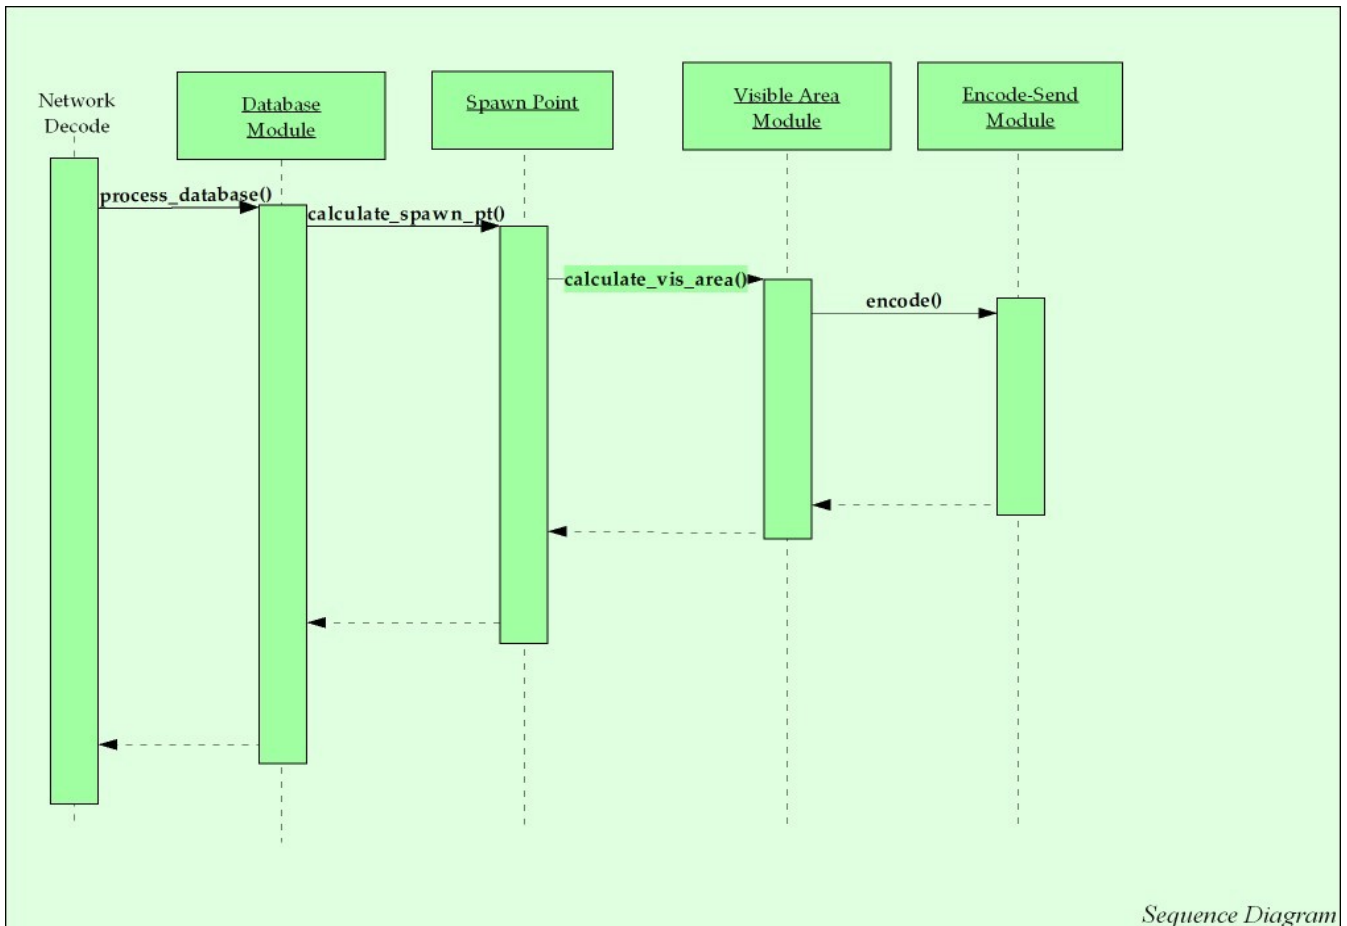 Network
Decode
Database
Module
Spawn Point
Visible Area
Module
Encode-Send
Module
process_database()
calculate_spawn_pt()
calculate_vis_area()
encode()
Sequence Diagram